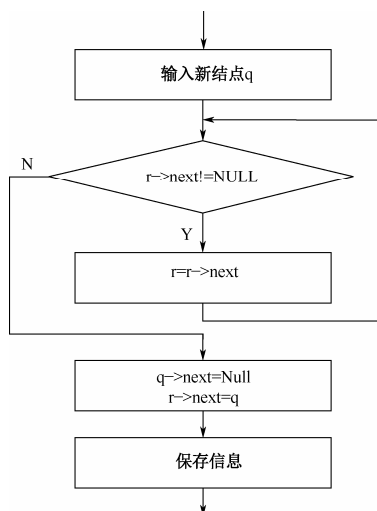 输入新结点q
N
r->next!=NULL
Y
r=r->next
q->next=Null
r->next=q
保存信息